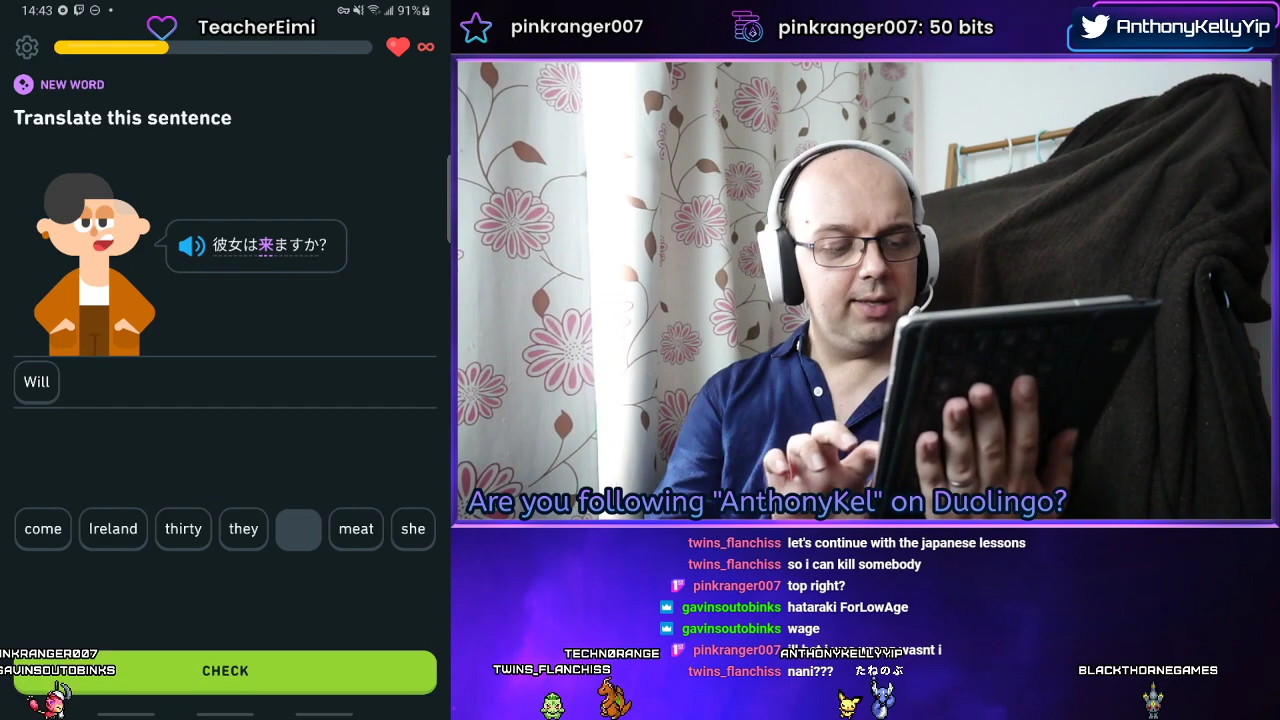 14:43
91%
TeacherEimi
∞
NEW WORD
Translate this sentence
彼女は来ますか?
Will
come Ireland thirty they meat she
CHECK
pinkranger007
pinkranger007: 50 bits
AnthonyKellyYip
Are you following "AnthonyKel" on Duolingo?
twins_flanchiss let's continue with the japanese lessons
twins_flanchiss so i can kill somebody
pinkranger007 top right?
gavinsoutobinks hataraki ForLowAge
gavinsoutobinks wage
pinkranger007
twins_flanchiss nani???
INKRANGER007
GAVINSOUTOBINKS
TECHN0RANGE
TWINS_FLANCHISS
ANTHONYKELLYYIP
たねのぶ
BLACKTHORNEGAMES